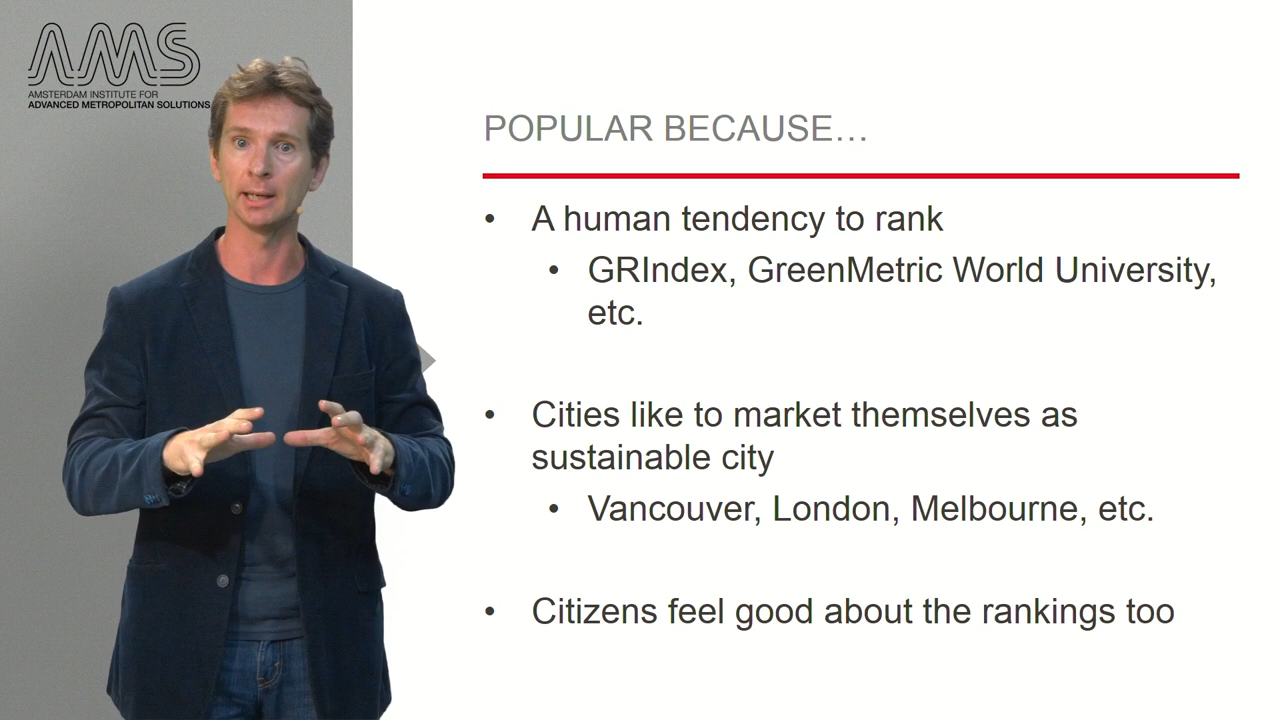 AMS
AMSTERDAM INSTITUTE FOR
ADVANCED METROPOLITAN SOLUTIONS
POPULAR BECAUSE…
• A human tendency to rank
• GRIndex, GreenMetric World University,
etc.
• Cities like to market themselves as
sustainable city
• Vancouver, London, Melbourne, etc.
• Citizens feel good about the rankings too